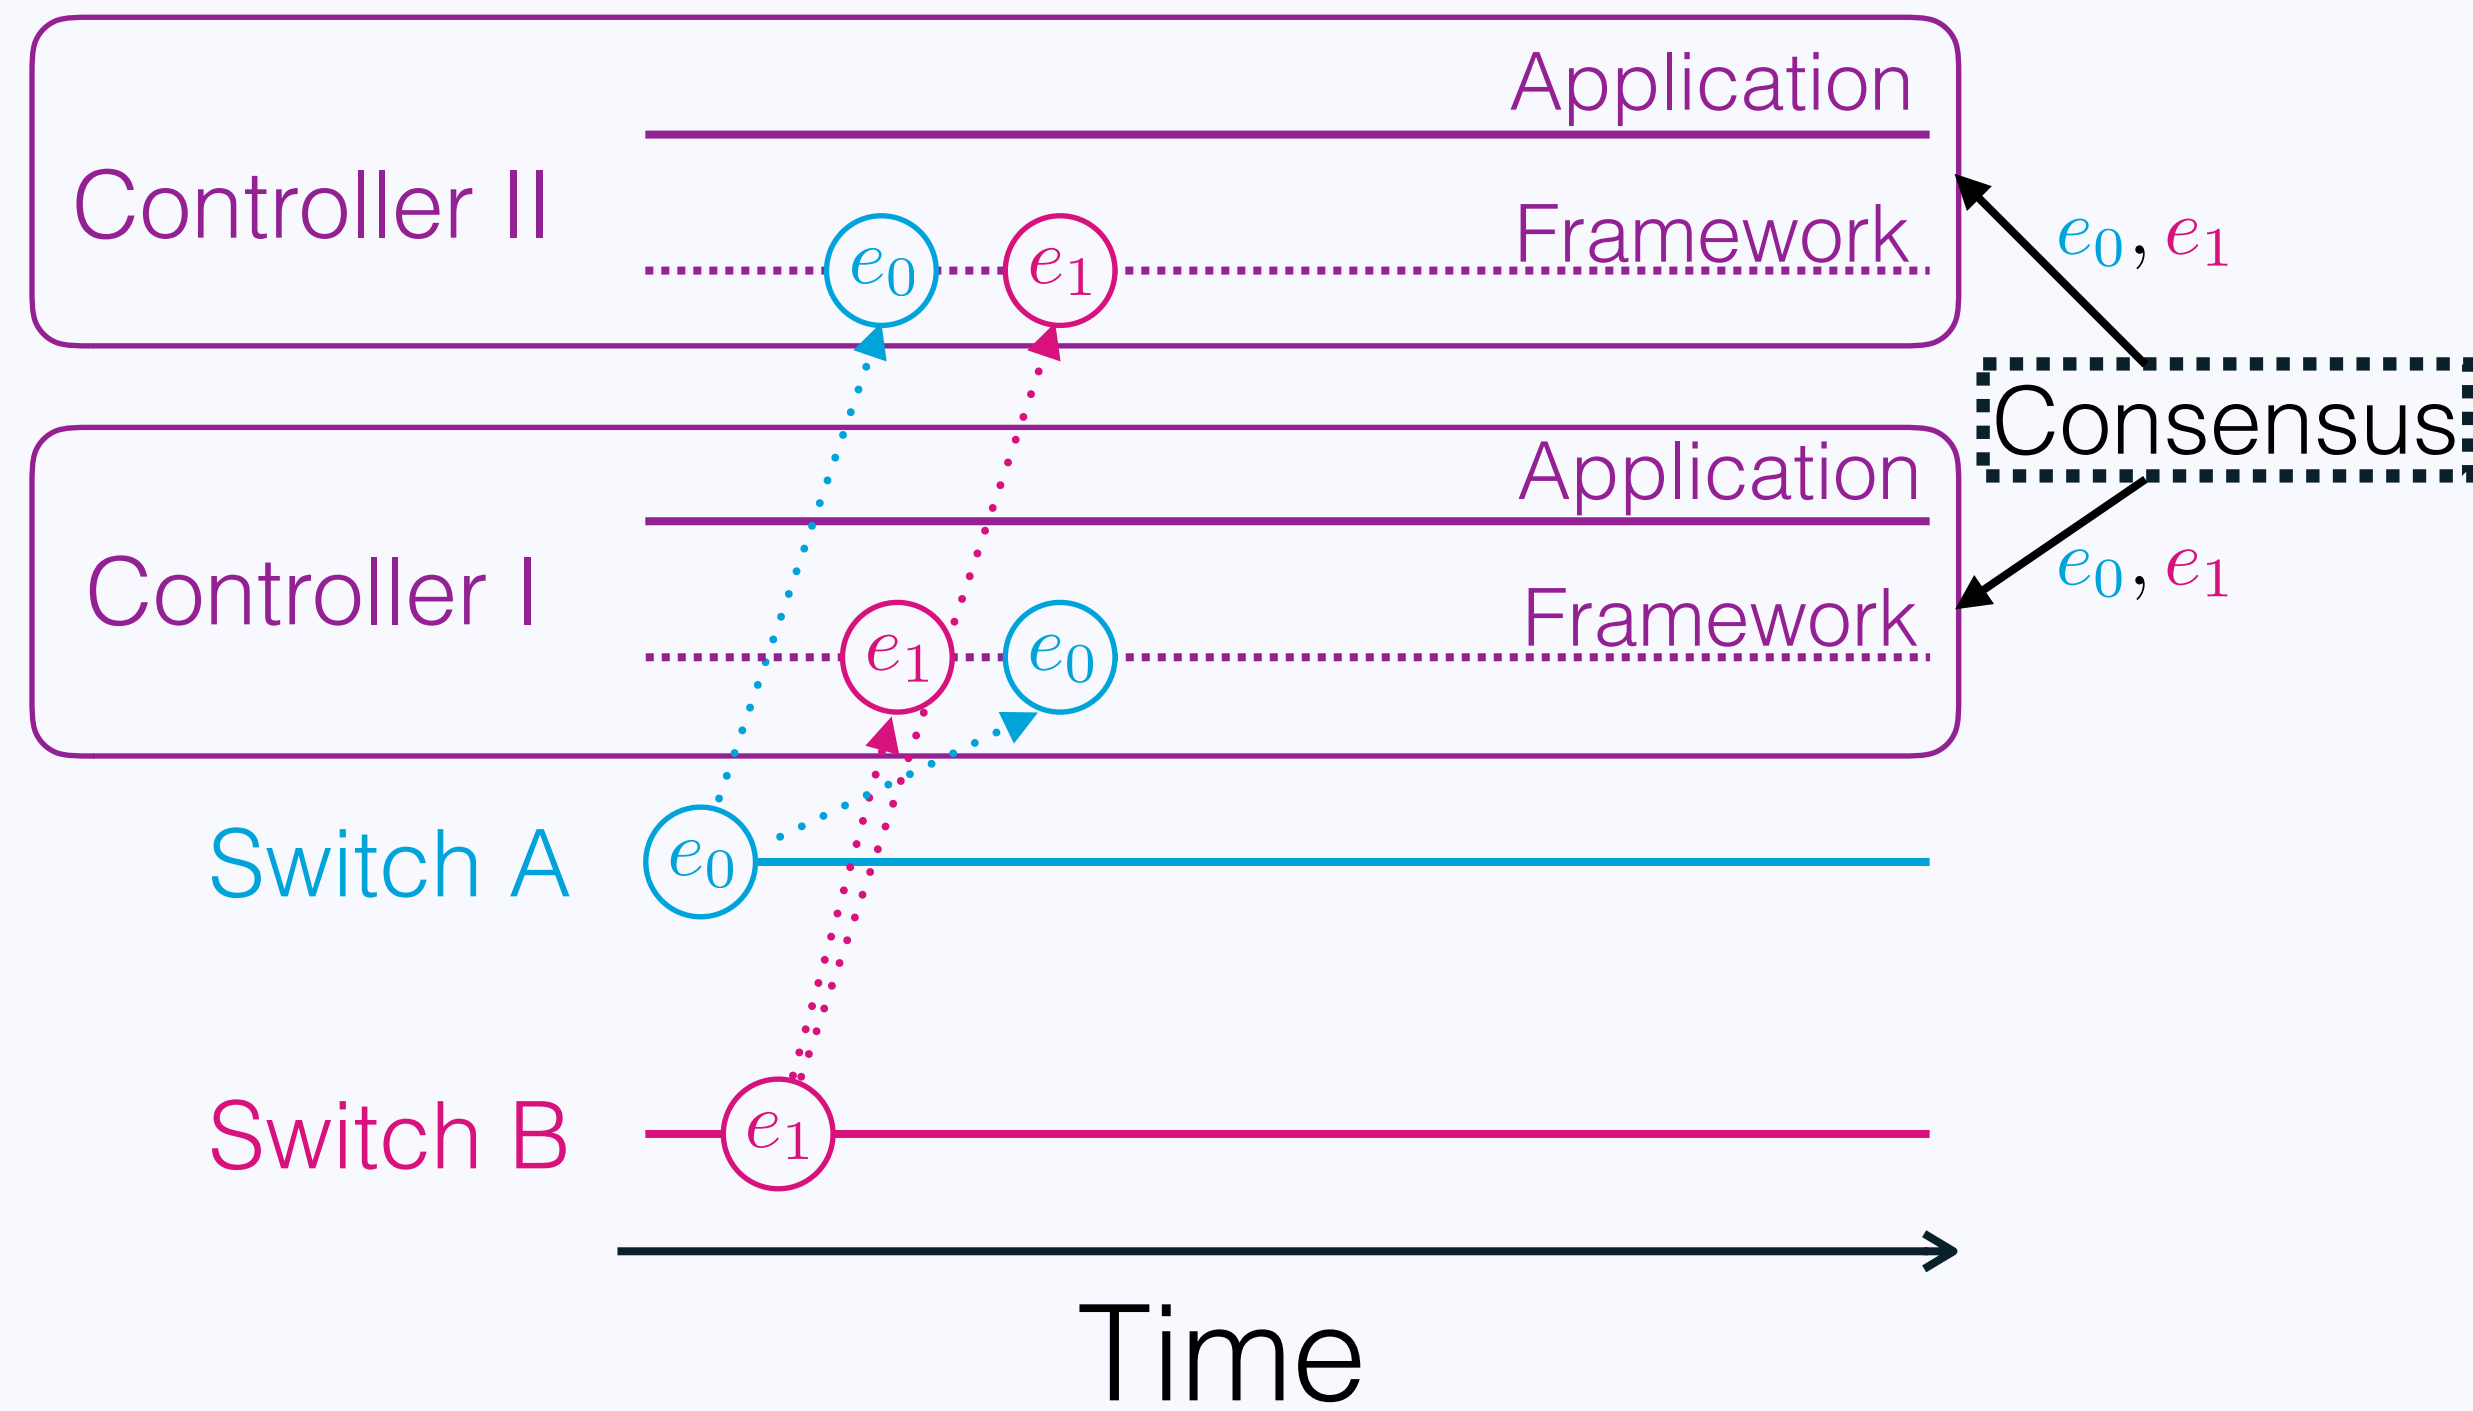 Application
Controller II
Framework
e₀ e₁
e₀, e₁
Consensus
Application
Controller I
Framework
e₁ e₀
e₀, e₁
Switch A
e₀
Switch B
e₁
Time